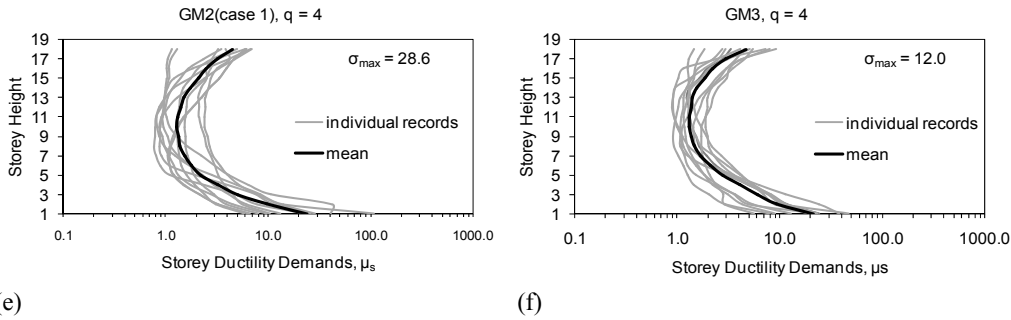 GM2(case 1), q = 4
19
17
15
13
11
9
7
5
3
1
Storey Height
σmax = 28.6
individual records
mean
0.1 1.0 10.0 100.0 1000.0
Storey Ductility Demands, μs
(e)
GM3, q = 4
19
17
15
13
11
9
7
5
3
1
Storey Height
σmax = 12.0
individual records
mean
0.1 1.0 10.0 100.0 1000.0
Storey Ductility Demands, μs
(f)